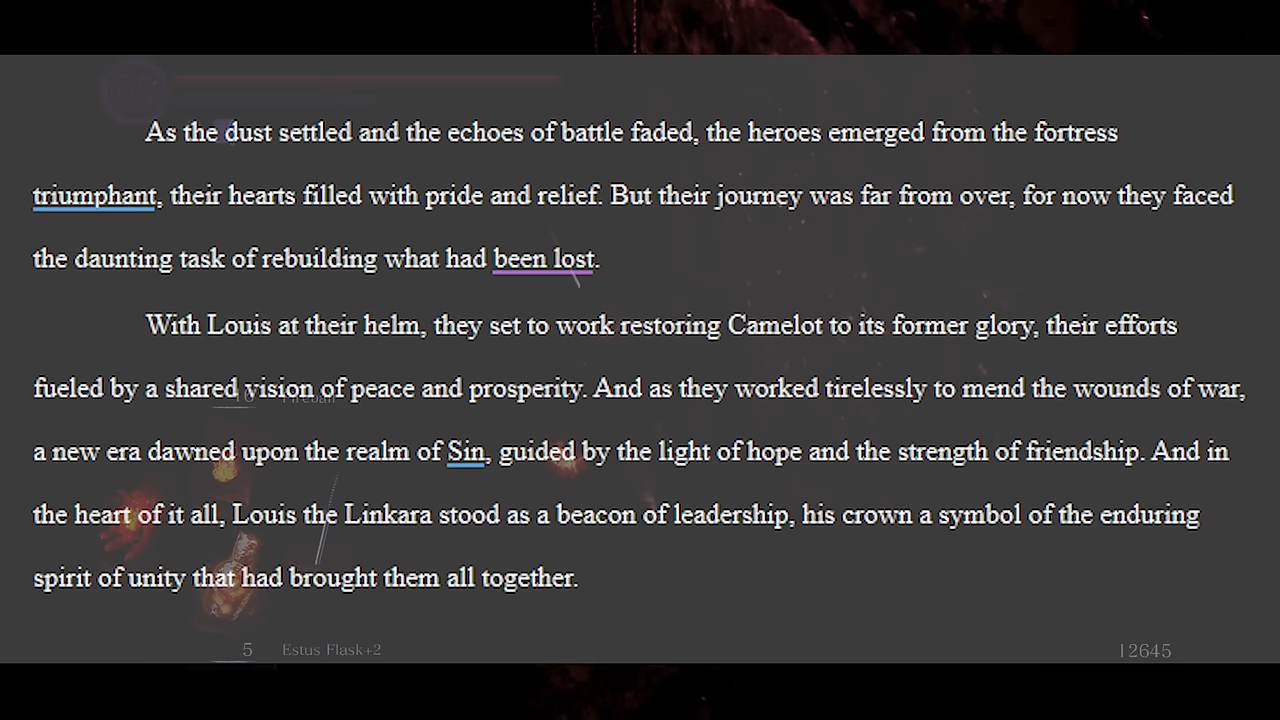 As the dust settled and the echoes of battle faded, the heroes emerged from the fortress
triumphant, their hearts filled with pride and relief. But their journey was far from over, for now they faced
the daunting task of rebuilding what had been lost.
With Louis at their helm, they set to work restoring Camelot to its former glory, their efforts
fueled by a shared vision of peace and prosperity. And as they worked tirelessly to mend the wounds of war,
16 Fireball
a new era dawned upon the realm of Sin, guided by the light of hope and the strength of friendship. And in
the heart of it all, Louis the Linkara stood as a beacon of leadership, his crown a symbol of the enduring
spirit of unity that had brought them all together.
5 Estus Flask+2 12645